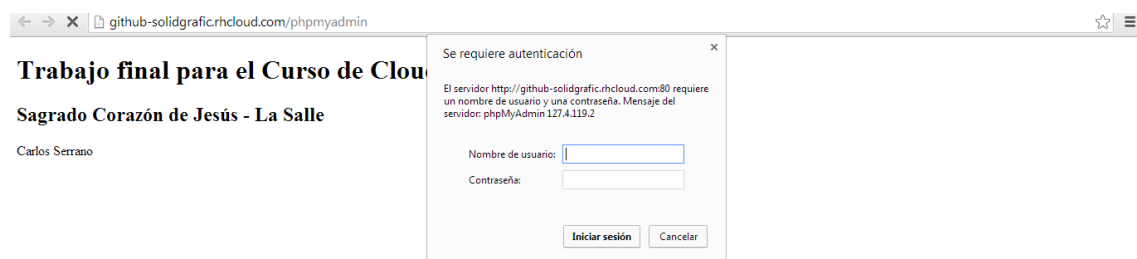 github-solidgrafic.rhcloud.com/phpmyadmin
Trabajo final para el Curso de Clou
Sagrado Corazón de Jesús - La Salle
Carlos Serrano
Se requiere autenticación
El servidor http://github-solidgrafic.rhcloud.com:80 requiere
un nombre de usuario y una contraseña. Mensaje del
servidor: phpMyAdmin 127.4.119.2
Nombre de usuario:
Contraseña:
Iniciar sesión
Cancelar